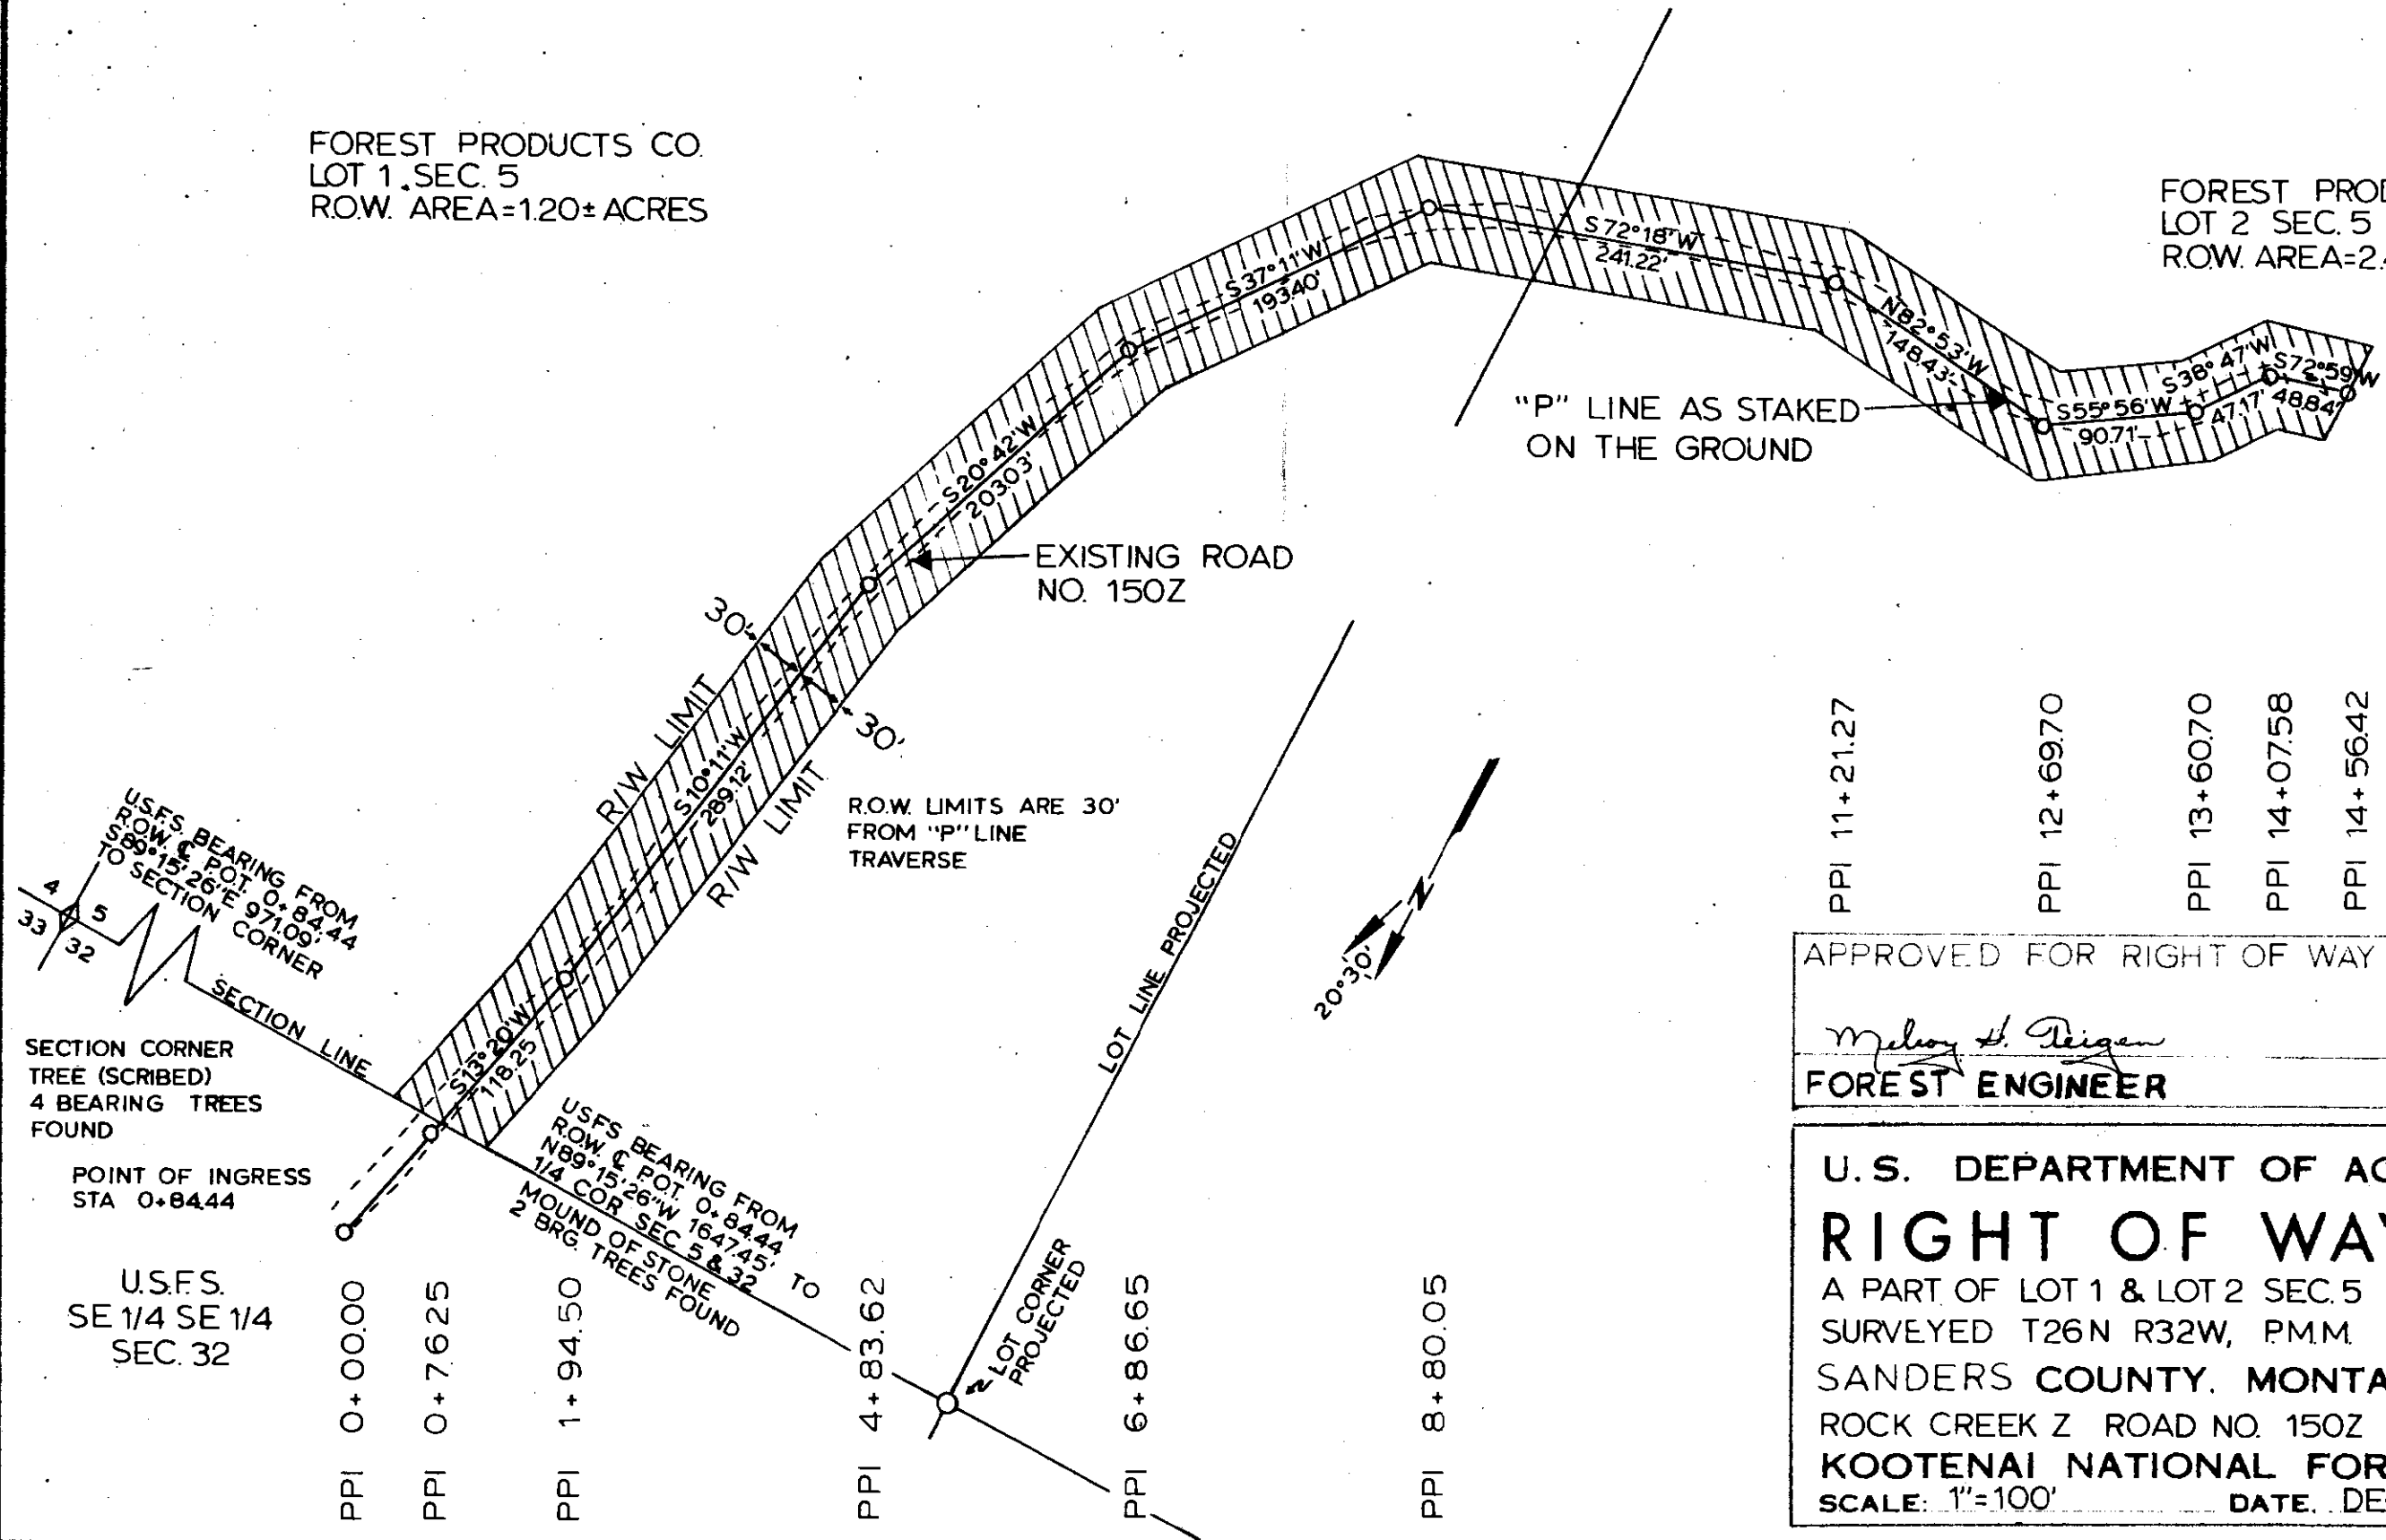 FOREST PRODUCTS CO.
LOT 1, SEC. 5
R.O.W. AREA=1.20± ACRES
FOREST PROD
LOT 2 SEC. 5
R.O.W. AREA=2.
S72°18'W
241.22'
S37°11'W
193.40'
N82°53'W
148.43'
S38°47'W
47.17'
S72°59'W
48.84'
S55°56'W
90.71'
"P" LINE AS STAKED
ON THE GROUND
S20°42'W
203.03'
EXISTING ROAD
NO. 150Z
30'
30'
R/W LIMIT
S10°11'W
289.12'
R/W LIMIT
R.O.W. LIMITS ARE 30'
FROM "P" LINE
TRAVERSE
U.S.F.S. BEARING FROM
R.O.W. ℄ P.O.T. 0+84.44
S89°15'26"E 971.09'
TO SECTION CORNER
4
5
33
32
SECTION LINE
SECTION CORNER
TREE (SCRIBED)
4 BEARING TREES
FOUND
S13°20'W
118.25
POINT OF INGRESS
STA 0+84.44
USFS BEARING FROM
R.O.W. ℄ P.O.T. 0+84.44
N89°15'26"W 1647.45' TO
1/4 COR SEC 5 & 32
MOUND OF STONE
2 BRG. TREES FOUND
LOT LINE PROJECTED
LOT CORNER
PROJECTED
N
20°30'
U.S.F.S.
SE 1/4 SE 1/4
SEC. 32
PPI 0+00.00
PPI 0+76.25
PPI 1+94.50
PPI 4+83.62
PPI 6+86.65
PPI 8+80.05
PPI 11+21.27
PPI 12+69.70
PPI 13+60.70
PPI 14+07.58
PPI 14+56.42
APPROVED FOR RIGHT OF WAY
Melroy H. Teigen
FOREST ENGINEER
U.S. DEPARTMENT OF AG
RIGHT OF WAY
A PART OF LOT 1 & LOT 2 SEC. 5
SURVEYED T26N R32W, P.M.M.
SANDERS COUNTY, MONTA
ROCK CREEK Z ROAD NO. 150Z
KOOTENAI NATIONAL FOR
SCALE: 1"=100' DATE. DE